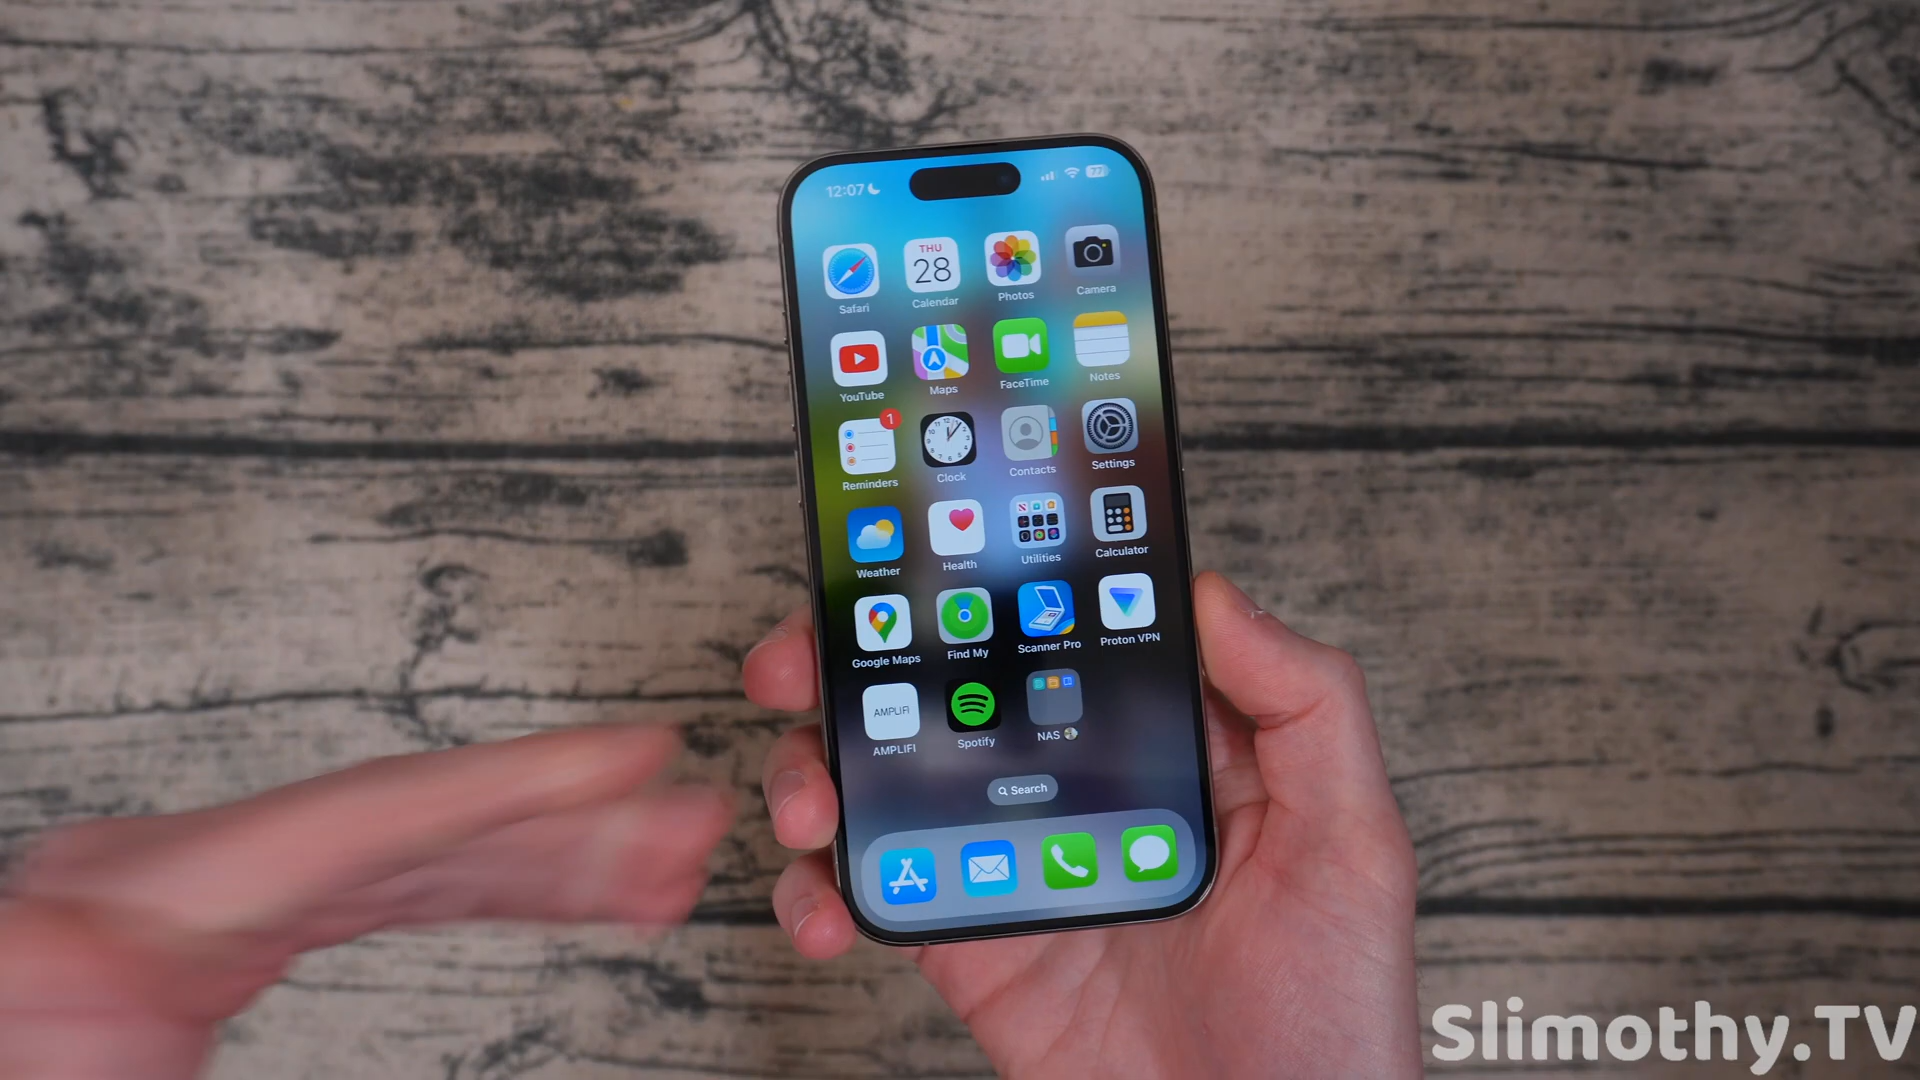 12:07
77
THU
28
Safari
Calendar
Photos
Camera
YouTube
Maps
FaceTime
Notes
1
Reminders
Clock
Contacts
Settings
Weather
Health
Utilities
Calculator
Google Maps
Find My
Scanner Pro
Proton VPN
AMPLIFI
AMPLIFI
Spotify
NAS
Search
Slimothy.TV